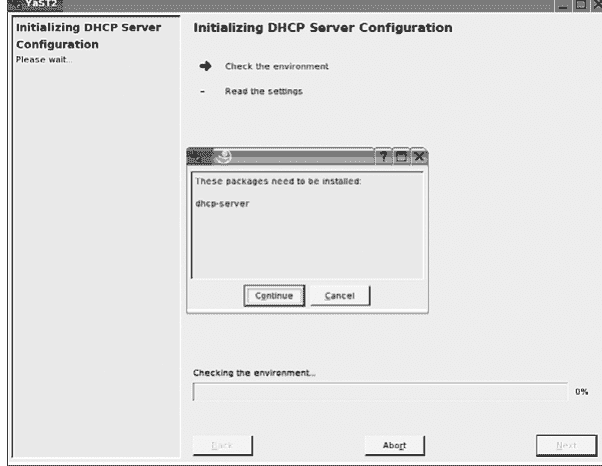 YaST2
Initializing DHCP Server
Configuration
Please wait..
Initializing DHCP Server Configuration
Check the environment
- Read the settings
These packages need to be installed:
dhcp-server
Continue
Cancel
Checking the environment...
0%
Back
Abort
Next